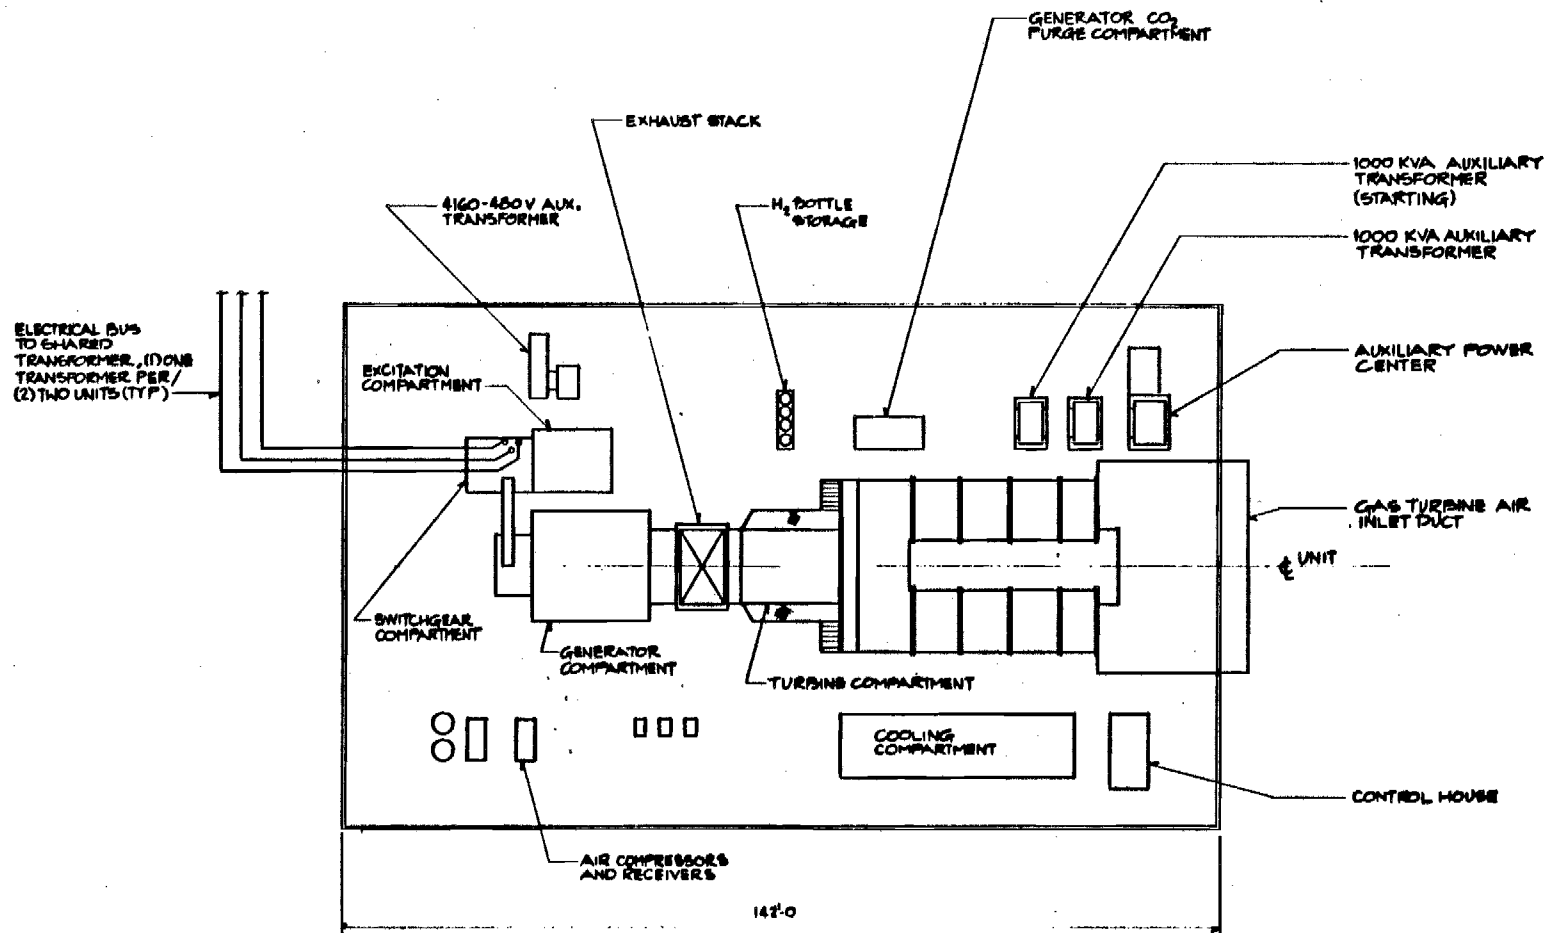 GENERATOR CO2
PURGE COMPARTMENT
EXHAUST STACK
1000 KVA AUXILIARY
TRANSFORMER
(STARTING)
4160-480V AUX.
TRANSFORMER
H2 BOTTLE
STORAGE
1000 KVA AUXILIARY
TRANSFORMER
ELECTRICAL BUS
TO SHARED
TRANSFORMER, (1) ONE
TRANSFORMER PER/
(2) TWO UNITS (TYP)
EXCITATION
COMPARTMENT
AUXILIARY POWER
CENTER
GAS TURBINE AIR
INLET DUCT
℄ UNIT
SWITCHGEAR
COMPARTMENT
GENERATOR
COMPARTMENT
TURBINE COMPARTMENT
COOLING
COMPARTMENT
CONTROL HOUSE
AIR COMPRESSORS
AND RECEIVERS
142'-0